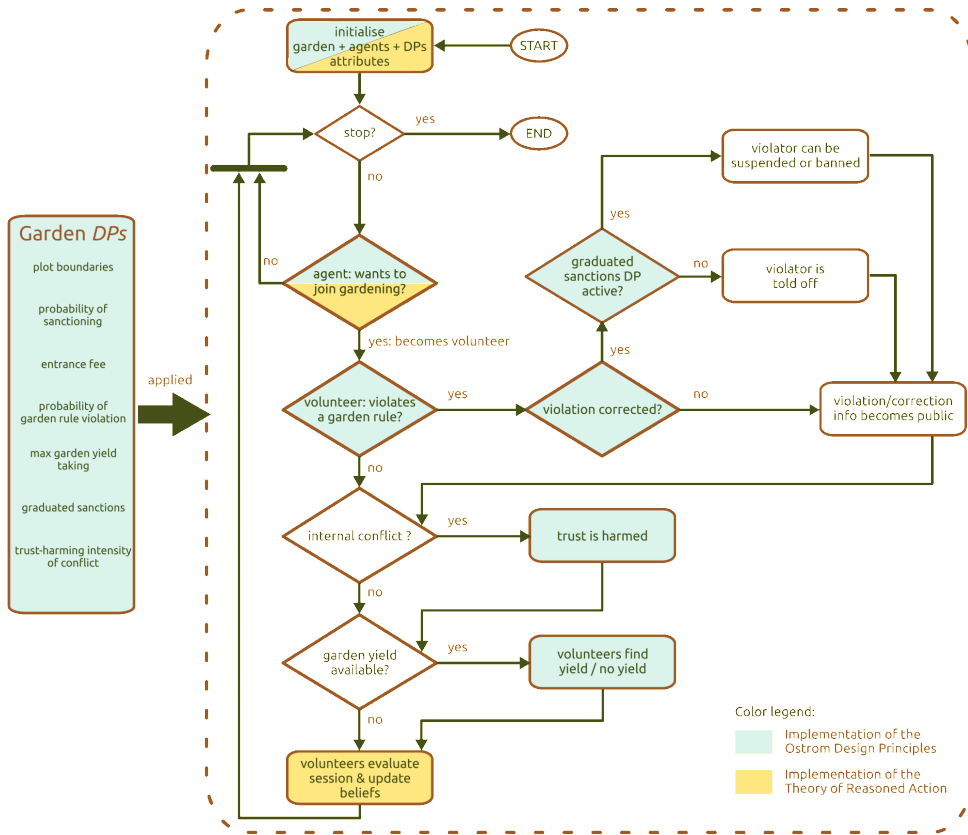 initialise
garden + agents + DPs
attributes
START
stop?
yes
END
no
violator can be
suspended or banned
yes
Garden DPs
plot boundaries
probability of
sanctioning
entrance fee
probability of
garden rule violation
max garden yield
taking
graduated sanctions
trust-harming intensity
of conflict
applied
no
agent: wants to
join gardening?
graduated
sanctions DP
active?
no
violator is
told off
yes: becomes volunteer
yes
volunteer: violates
a garden rule?
yes
violation corrected?
no
violation/correction
info becomes public
no
internal conflict ?
yes
trust is harmed
no
garden yield
available?
yes
volunteers find
yield / no yield
no
volunteers evaluate
session & update
beliefs
Color legend:
Implementation of the
Ostrom Design Principles
Implementation of the
Theory of Reasoned Action